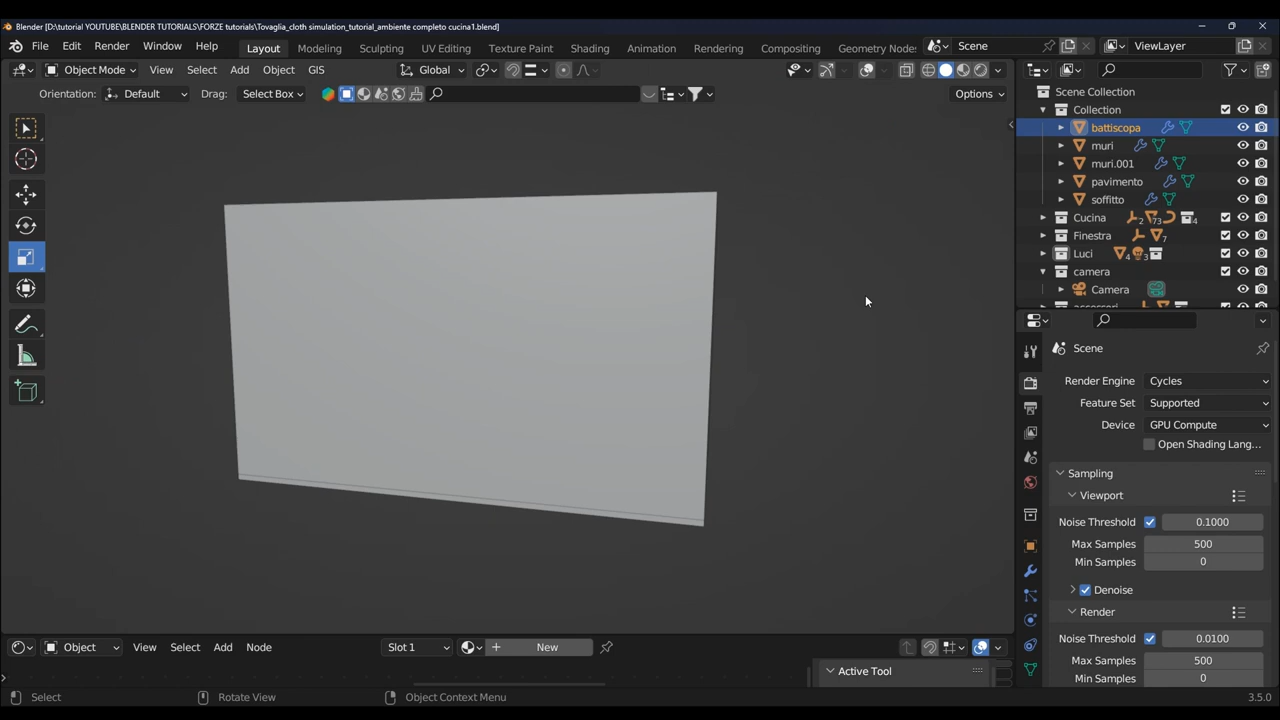 Blender [D:\tutorial YOUTUBE\BLENDER TUTORIALS\FORZE tutorials\Tovaglia_cloth simulation_tutorial_ambiente completo cucina1.blend]
File Edit Render Window Help Layout Modeling Sculpting UV Editing Texture Paint Shading Animation Rendering Compositing Geometry Node Scene ViewLayer
Object Mode View Select Add Object GIS Global
Orientation: Default Drag: Select Box Options
Scene Collection
Collection
battiscopa
muri
muri.001
pavimento
soffitto
Cucina 2 73 4
Finestra 7
Luci 4 3
camera
Camera
Scene
Render Engine Cycles
Feature Set Supported
Device GPU Compute
Open Shading Lang...
Sampling
Viewport
Noise Threshold 0.1000
Max Samples 500
Min Samples 0
Denoise
Render
Noise Threshold 0.0100
Max Samples 500
Min Samples 0
Object View Select Add Node Slot 1 New
Active Tool
Select Rotate View Object Context Menu 3.5.0